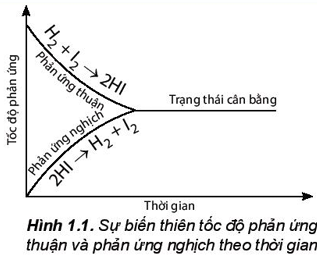 Tốc độ phản ứng
H₂ + I₂ → 2HI
Phản ứng thuận
Trạng thái cân bằng
Phản ứng nghịch
2HI → H₂ + I₂
Thời gian
Hình 1.1. Sự biến thiên tốc độ phản ứng
thuận và phản ứng nghịch theo thời gian